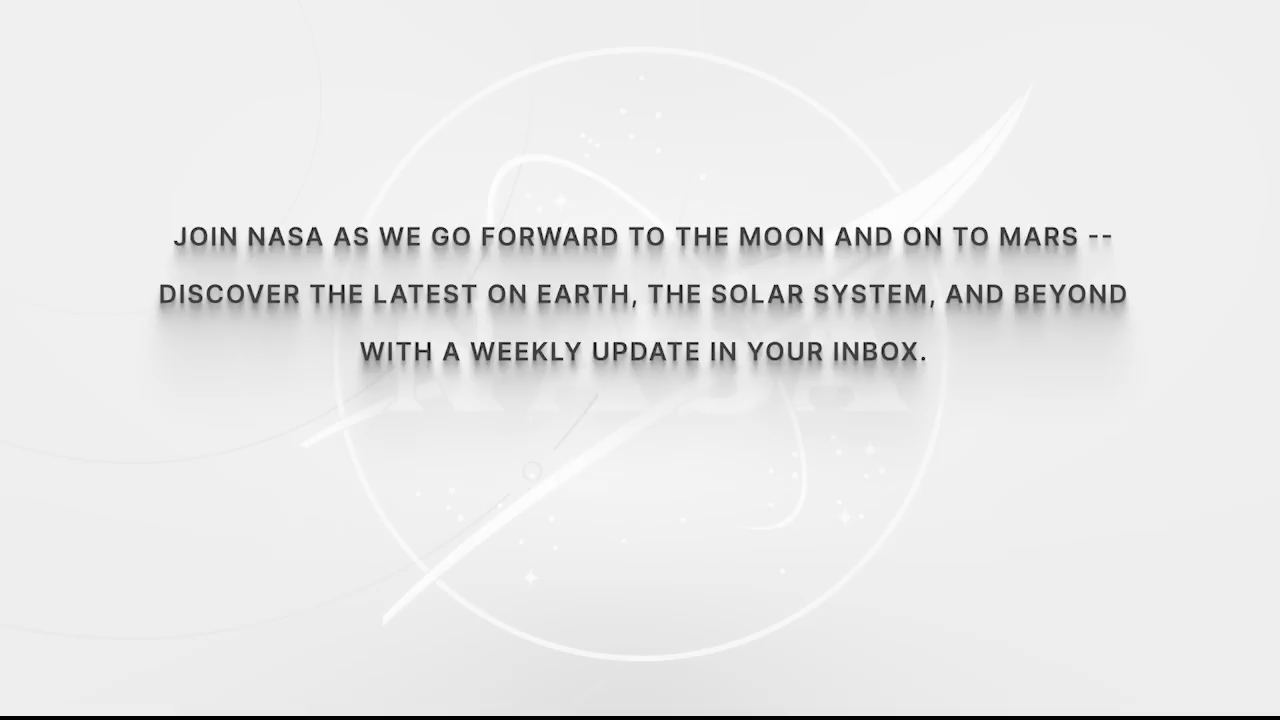 JOIN NASA AS WE GO FORWARD TO THE MOON AND ON TO MARS --
DISCOVER THE LATEST ON EARTH, THE SOLAR SYSTEM, AND BEYOND
WITH A WEEKLY UPDATE IN YOUR INBOX.
NASA